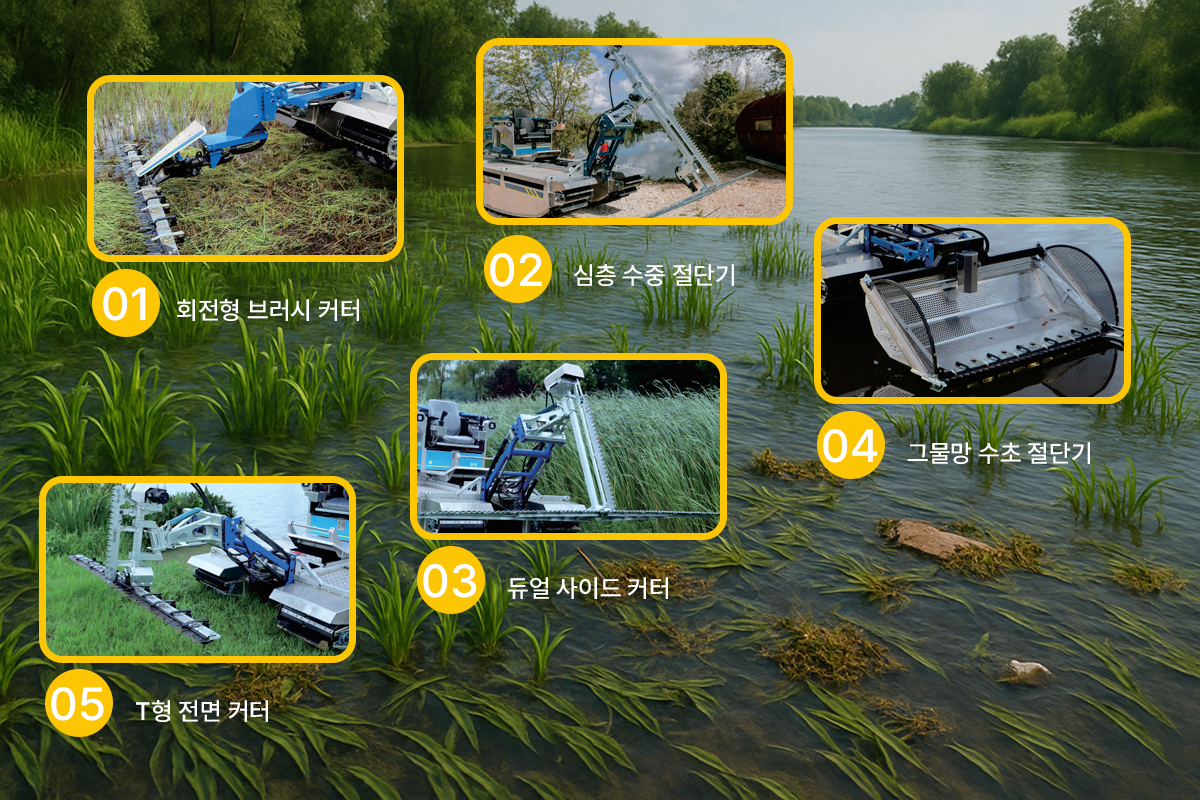 01
회전형 브러시 커터
02
심층 수중 절단기
03
듀얼 사이드 커터
04
그물망 수초 절단기
05
T형 전면 커터